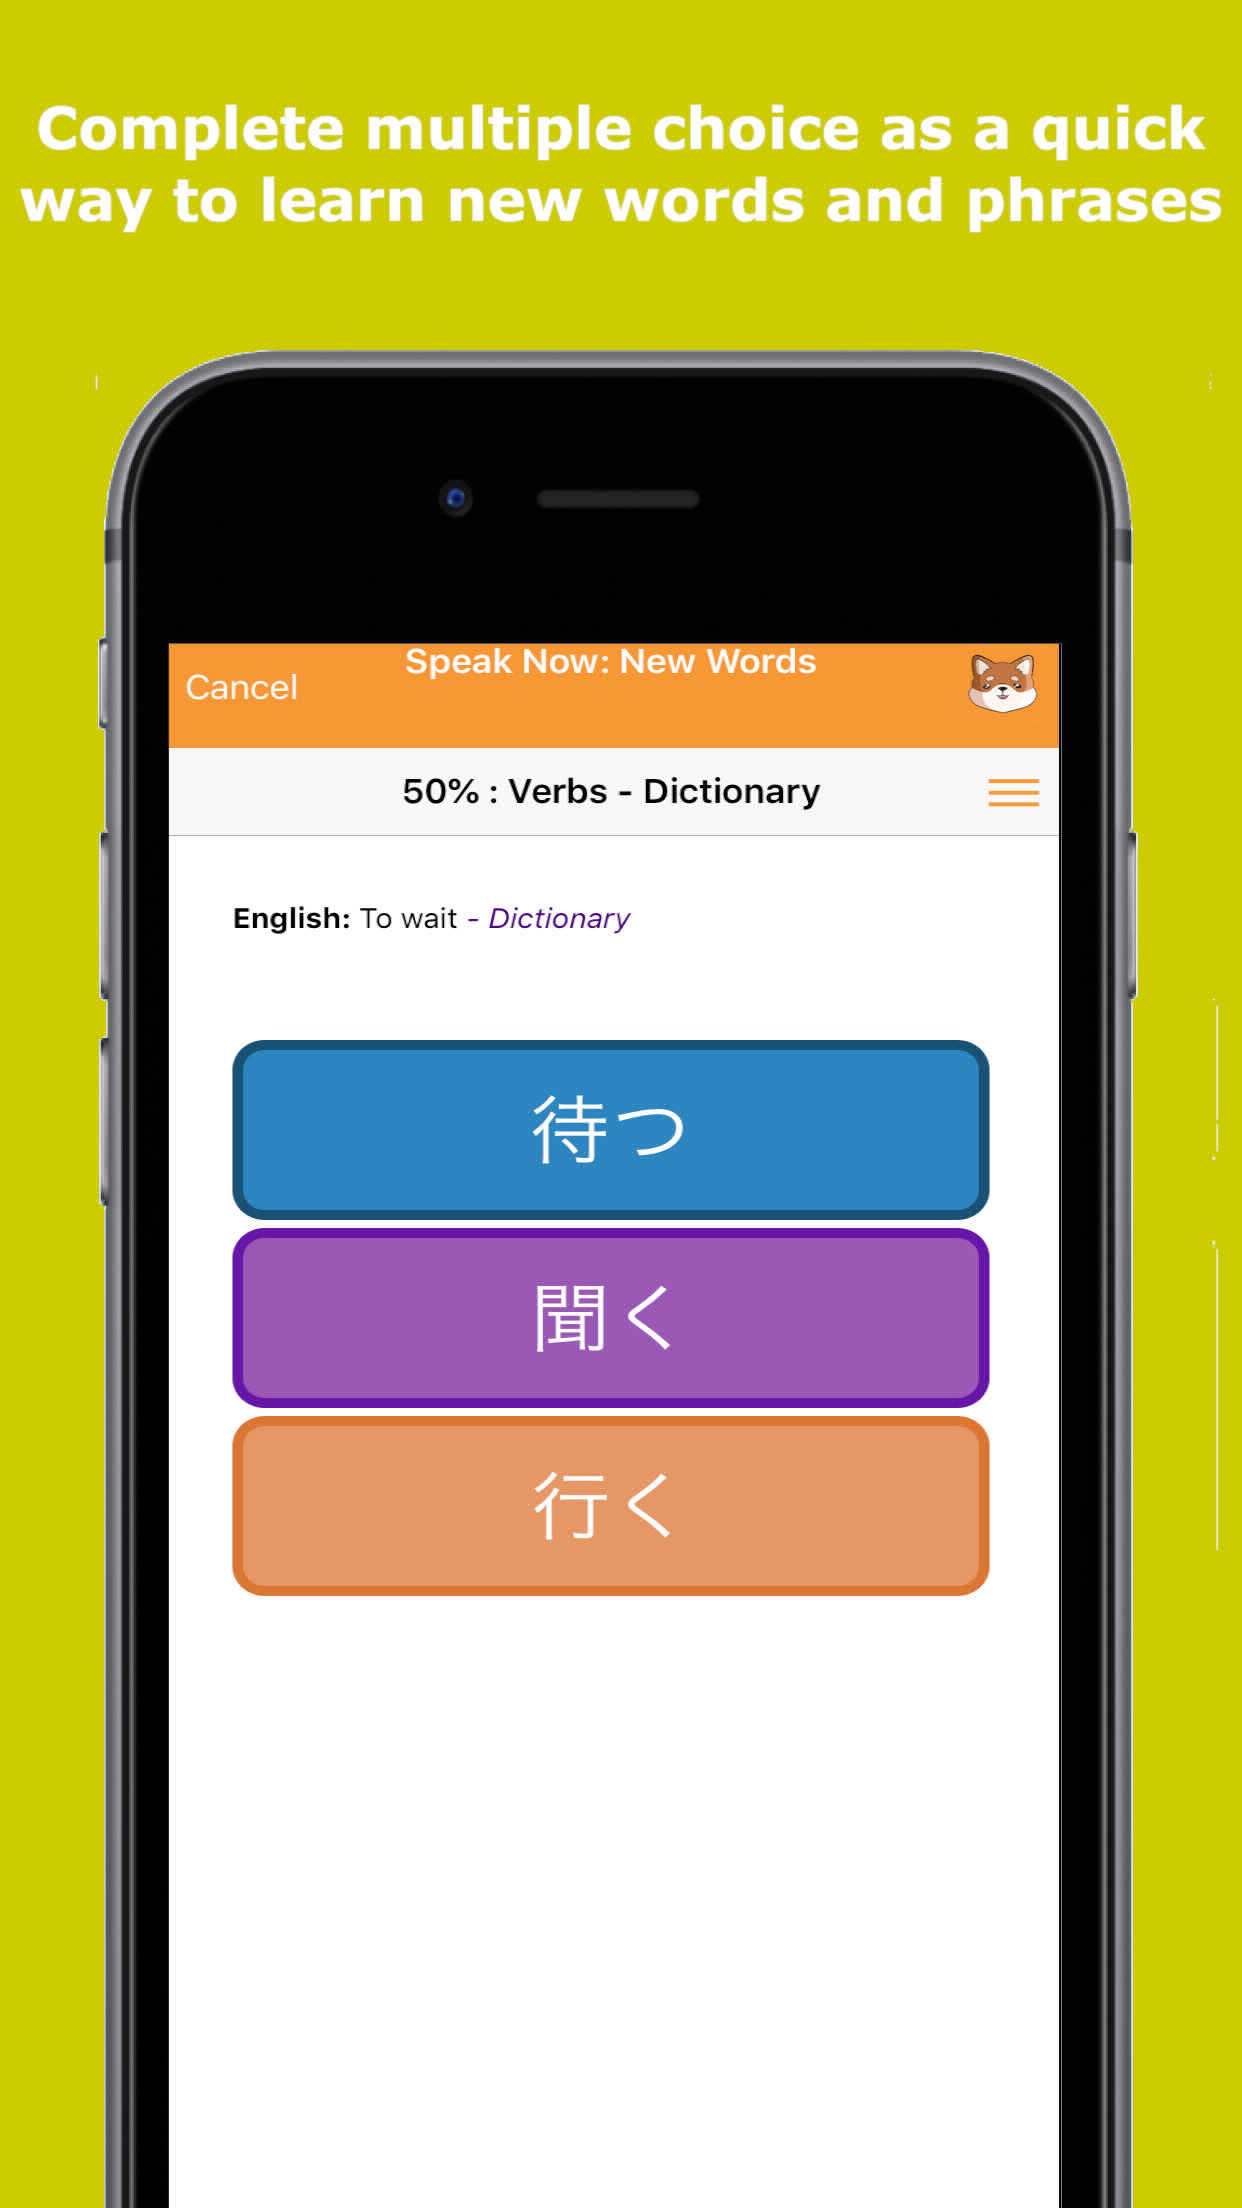 Complete multiple choice as a quick
way to learn new words and phrases
Speak Now: New Words
Cancel
50% : Verbs - Dictionary
English: To wait - Dictionary
待つ
聞く
行く